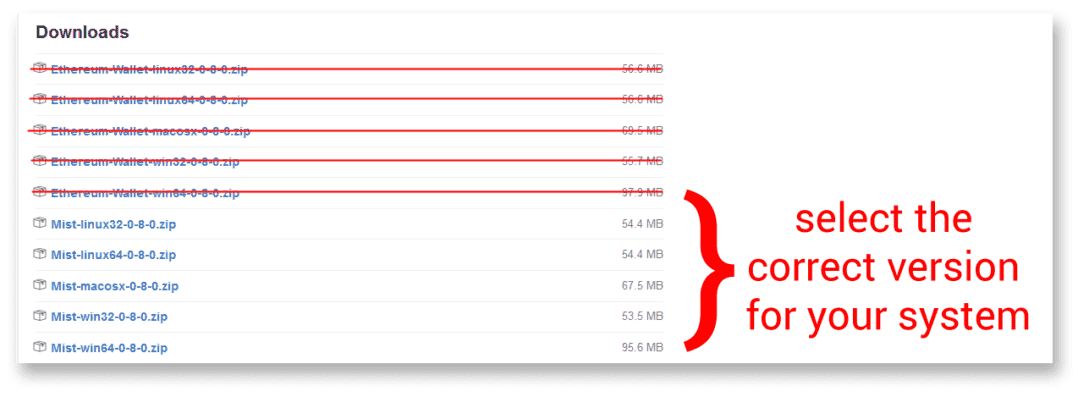 Downloads
Ethereum-Wallet-linux32-0-8-0.zip 56.6 MB
Ethereum-Wallet-linux64-0-8-0.zip 56.6 MB
Ethereum-Wallet-macosx-0-8-0.zip 69.5 MB
Ethereum-Wallet-win32-0-8-0.zip 55.7 MB
Ethereum-Wallet-win64-0-8-0.zip 97.9 MB
Mist-linux32-0-8-0.zip 54.4 MB
Mist-linux64-0-8-0.zip 54.4 MB
Mist-macosx-0-8-0.zip 67.5 MB
Mist-win32-0-8-0.zip 53.5 MB
Mist-win64-0-8-0.zip 95.6 MB
select the
correct version
for your system